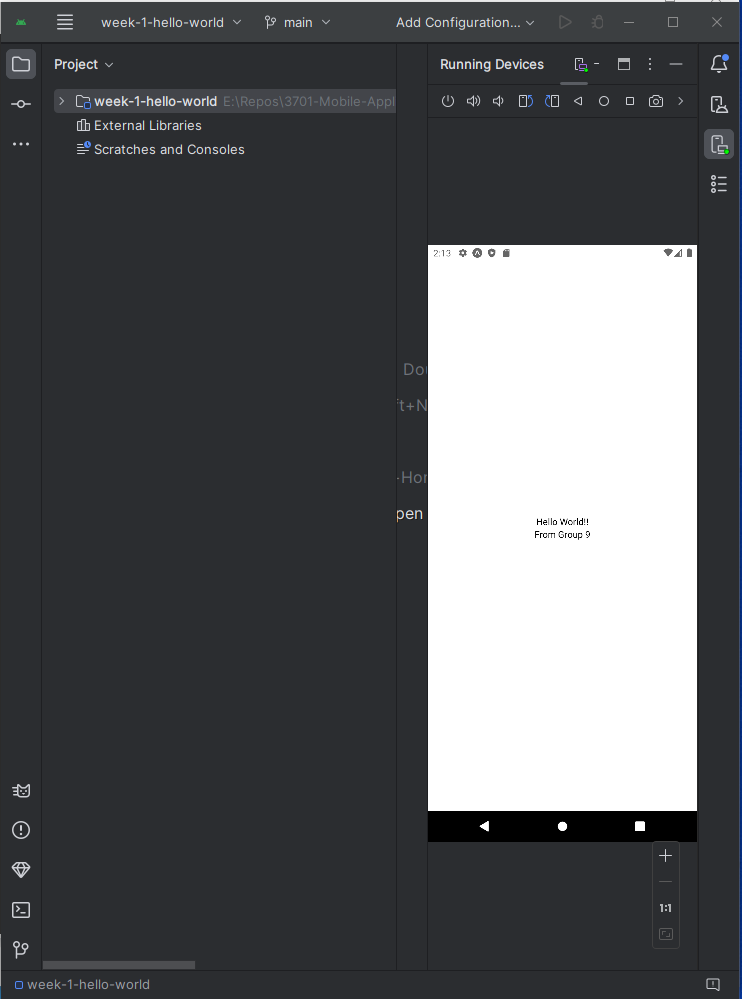 week-1-hello-world
main
Add Configuration...
Project
Running Devices
week-1-hello-world E:\Repos\3701-Mobile-Appl
External Libraries
Scratches and Consoles
2:13
Dou
ft+N
-Hon
pen
Hello World!!
From Group 9
1:1
week-1-hello-world